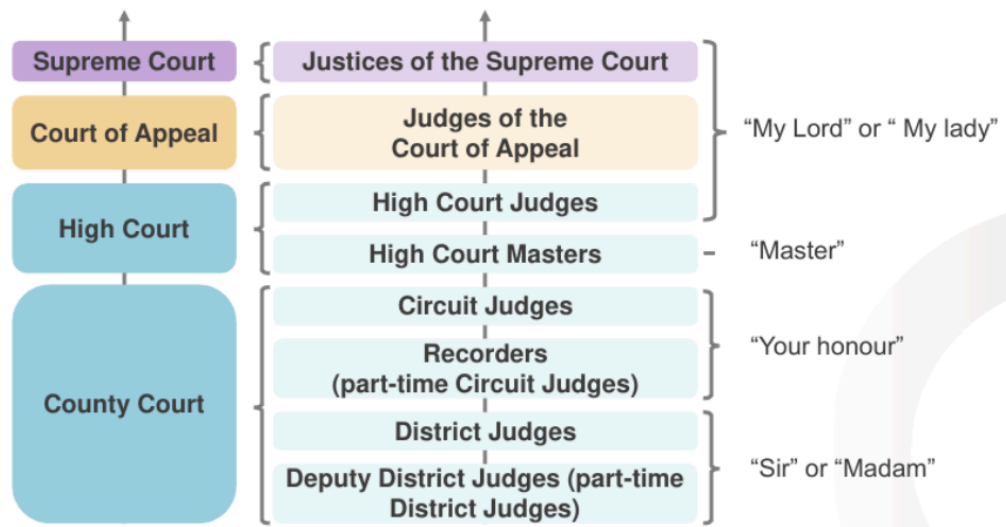 Supreme Court
Justices of the Supreme Court
Court of Appeal
Judges of the
Court of Appeal
“My Lord” or “ My lady”
High Court
High Court Judges
High Court Masters
“Master”
County Court
Circuit Judges
Recorders
(part-time Circuit Judges)
“Your honour”
District Judges
Deputy District Judges (part-time
District Judges)
“Sir” or “Madam”